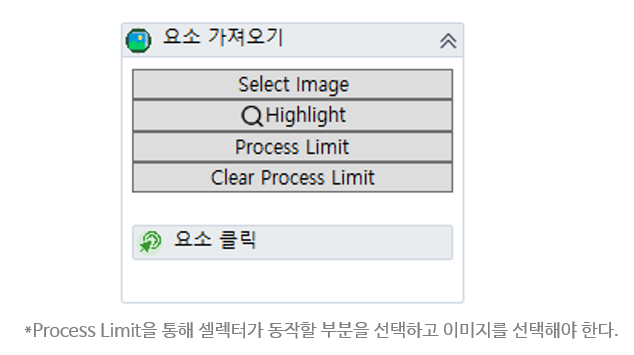 요소 가져오기
Select Image
Highlight
Process Limit
Clear Process Limit
요소 클릭
*Process Limit을 통해 셀렉터가 동작할 부분을 선택하고 이미지를 선택해야 한다.